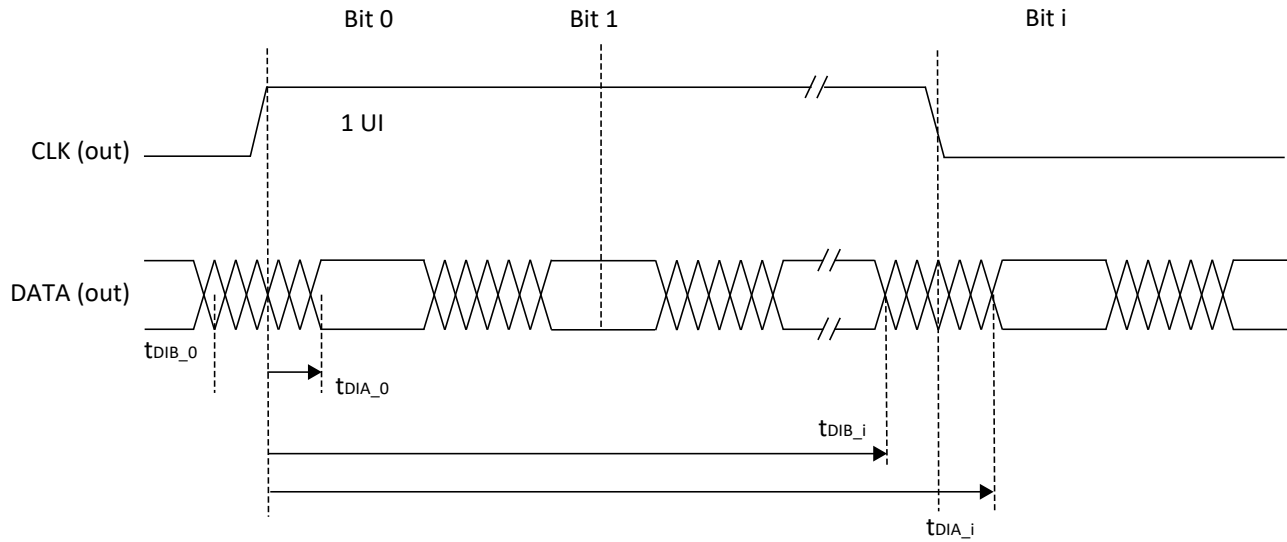 Bit 0 Bit 1 Bit i
1 UI
CLK (out)
DATA (out)
tDIB_0
tDIA_0
tDIB_i
tDIA_i